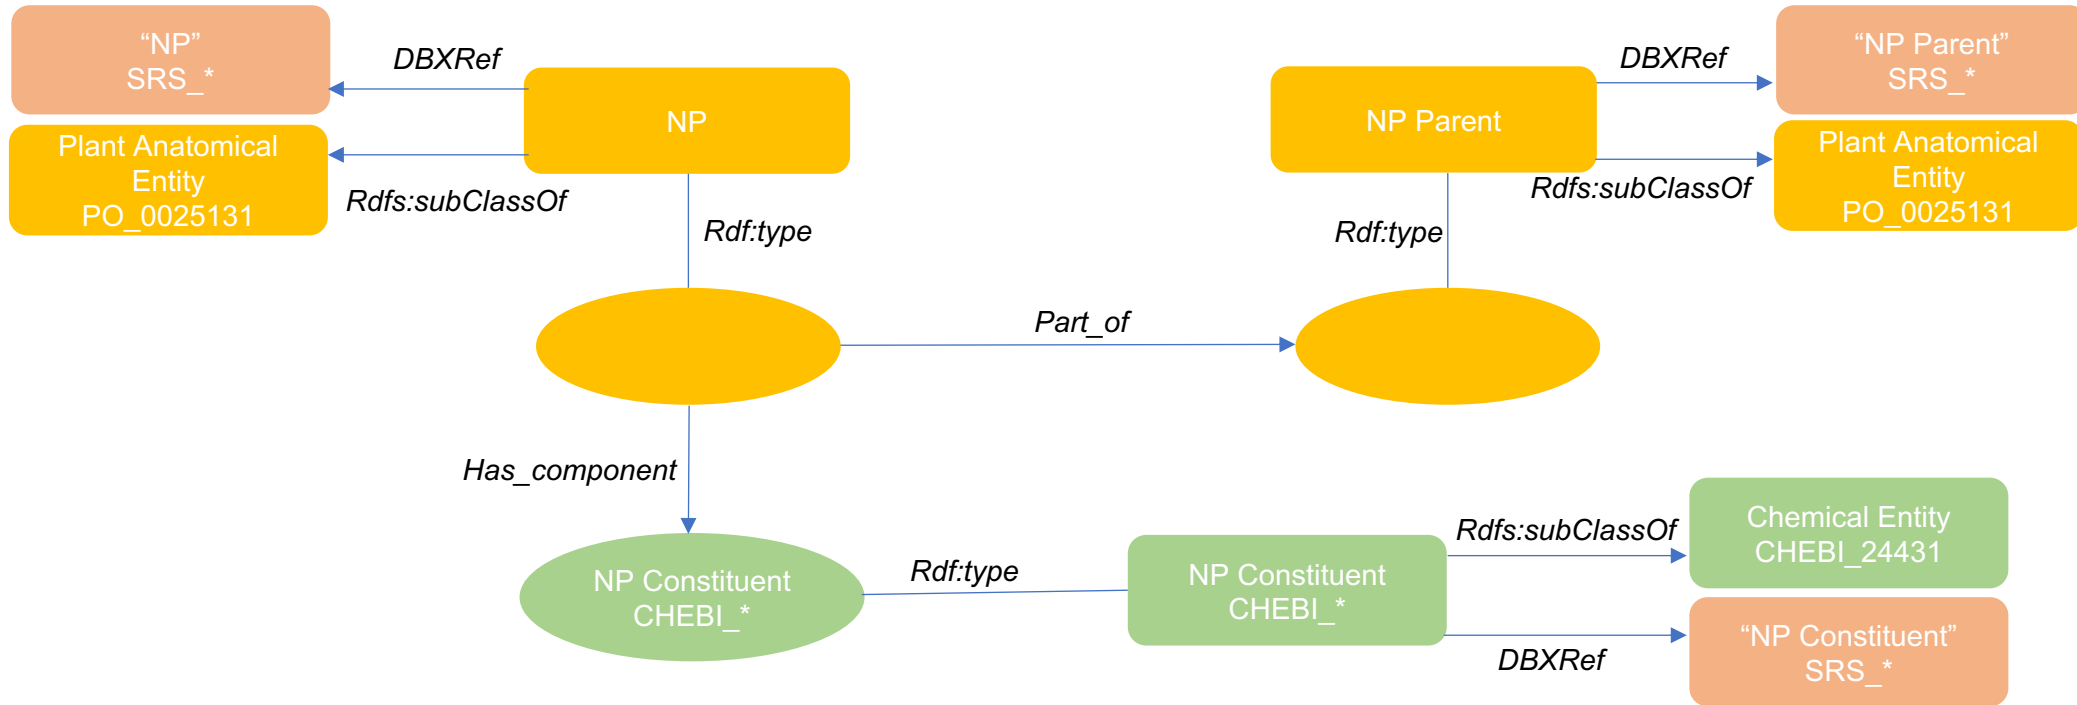 “NP”
SRS_*
DBXRef
NP
Plant Anatomical
Entity
PO_0025131
Rdfs:subClassOf
Rdf:type
NP Parent
DBXRef
“NP Parent”
SRS_*
Rdfs:subClassOf
Plant Anatomical
Entity
PO_0025131
Rdf:type
Part_of
Has_component
NP Constituent
CHEBI_*
Rdf:type
NP Constituent
CHEBI_*
Rdfs:subClassOf
Chemical Entity
CHEBI_24431
DBXRef
“NP Constituent”
SRS_*